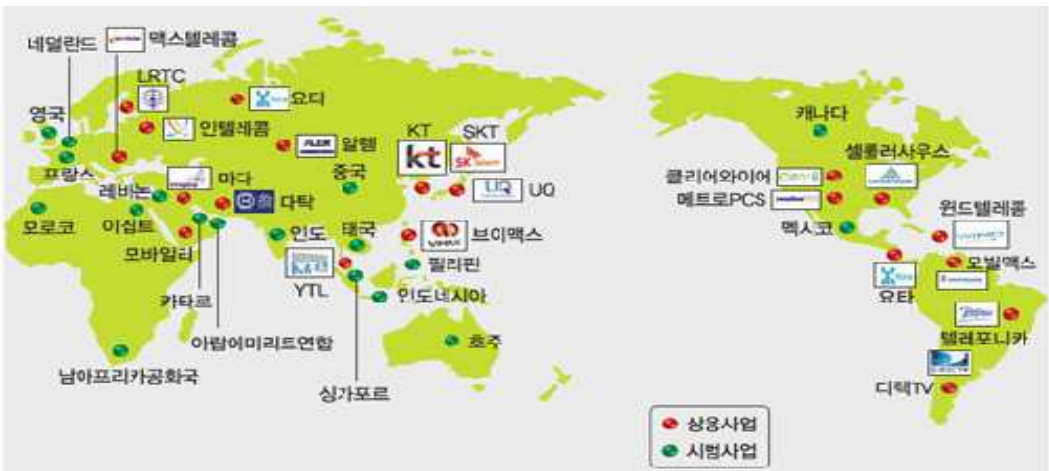 네덜란드
맥스텔레콤
LRTC
요디
영국
인텔레콤
알템
KT
SKT
kt
SK
중국
UQ
UQ
프랑스
레바논
마다
다탁
모로코
이집트
모바일리
인도
태국
브이맥스
VMAX
필리핀
YTL
카타르
인도네시아
아랍에미리트연합
호주
남아프리카공화국
싱가포르
캐나다
셀룰러사우스
클리어와이어
메트로PCS
멕시코
윈드텔레콤
요타
모빌맥스
텔레포니카
디렉TV
상용사업
시범사업